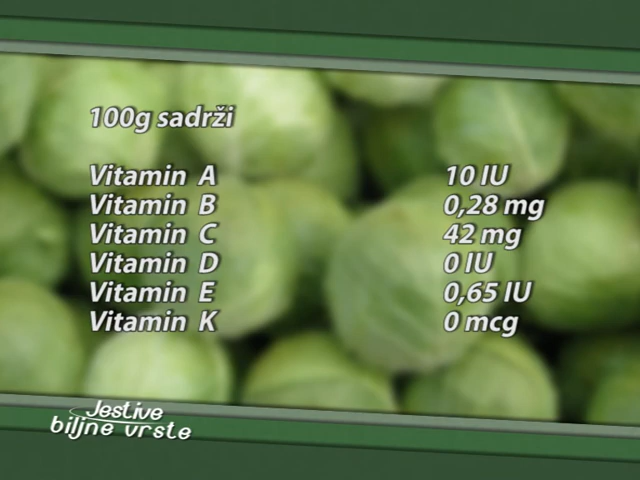 100g sadrži
Vitamin A 10 IU
Vitamin B 0,28 mg
Vitamin C 42 mg
Vitamin D 0 IU
Vitamin E 0,65 IU
Vitamin K 0 mcg
Jestive
biljne vrste